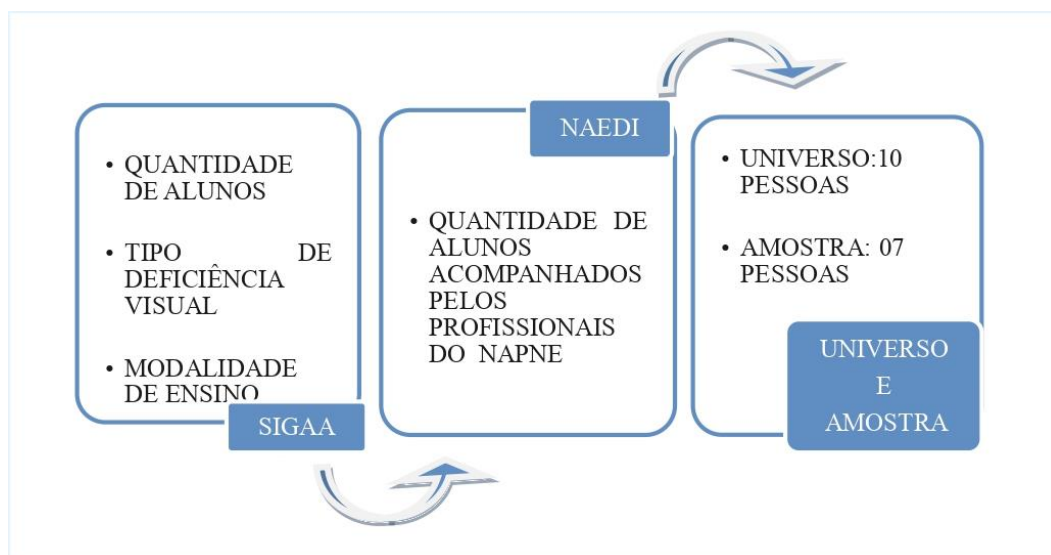 • QUANTIDADE
DE ALUNOS
• TIPO DE
DEFICIÊNCIA
VISUAL
• MODALIDADE
DE ENSINO
SIGAA
NAEDI
• QUANTIDADE DE
ALUNOS
ACOMPANHADOS
PELOS
PROFISSIONAIS
DO NAPNE
• UNIVERSO:10
PESSOAS
• AMOSTRA: 07
PESSOAS
UNIVERSO
E
AMOSTRA